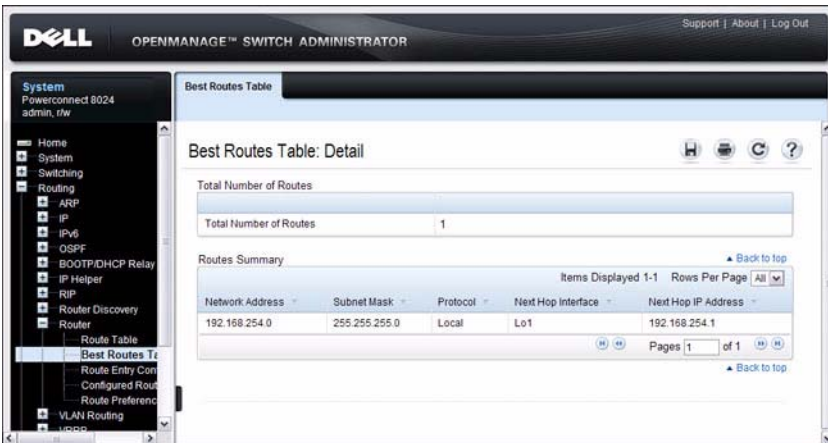 Support | About | Log Out
DELL OPENMANAGE™ SWITCH ADMINISTRATOR
System
Powerconnect 8024
admin, r/w
Home
System
Switching
Routing
ARP
IP
IPv6
OSPF
BOOTP/DHCP Relay
IP Helper
RIP
Router Discovery
Router
Route Table
Best Routes Ta
Route Entry Con
Configured Rout
Route Preferenc
VLAN Routing
VRRP
Best Routes Table
Best Routes Table: Detail
Total Number of Routes
Total Number of Routes 1
Routes Summary Back to top
Items Displayed 1-1 Rows Per Page All
Network Address Subnet Mask Protocol Next Hop Interface Next Hop IP Address
192.168.254.0 255.255.255.0 Local Lo1 192.168.254.1
Pages 1 of 1
Back to top